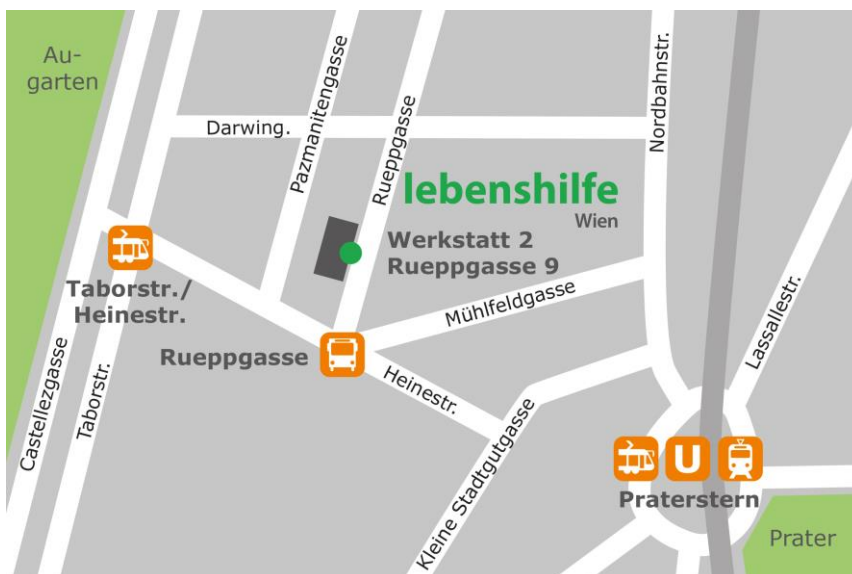 Au-
garten
Darwing.
Pazmanitengasse
Rueppgasse
Nordbahnstr.
lebenshilfe
Wien
Werkstatt 2
Rueppgasse 9
Taborstr./
Heinestr.
Mühlfeldgasse
Rueppgasse
Heinestr.
Castellezgasse
Taborstr.
Kleine Stadtgutgasse
Lassallestr.
U
Praterstern
Prater